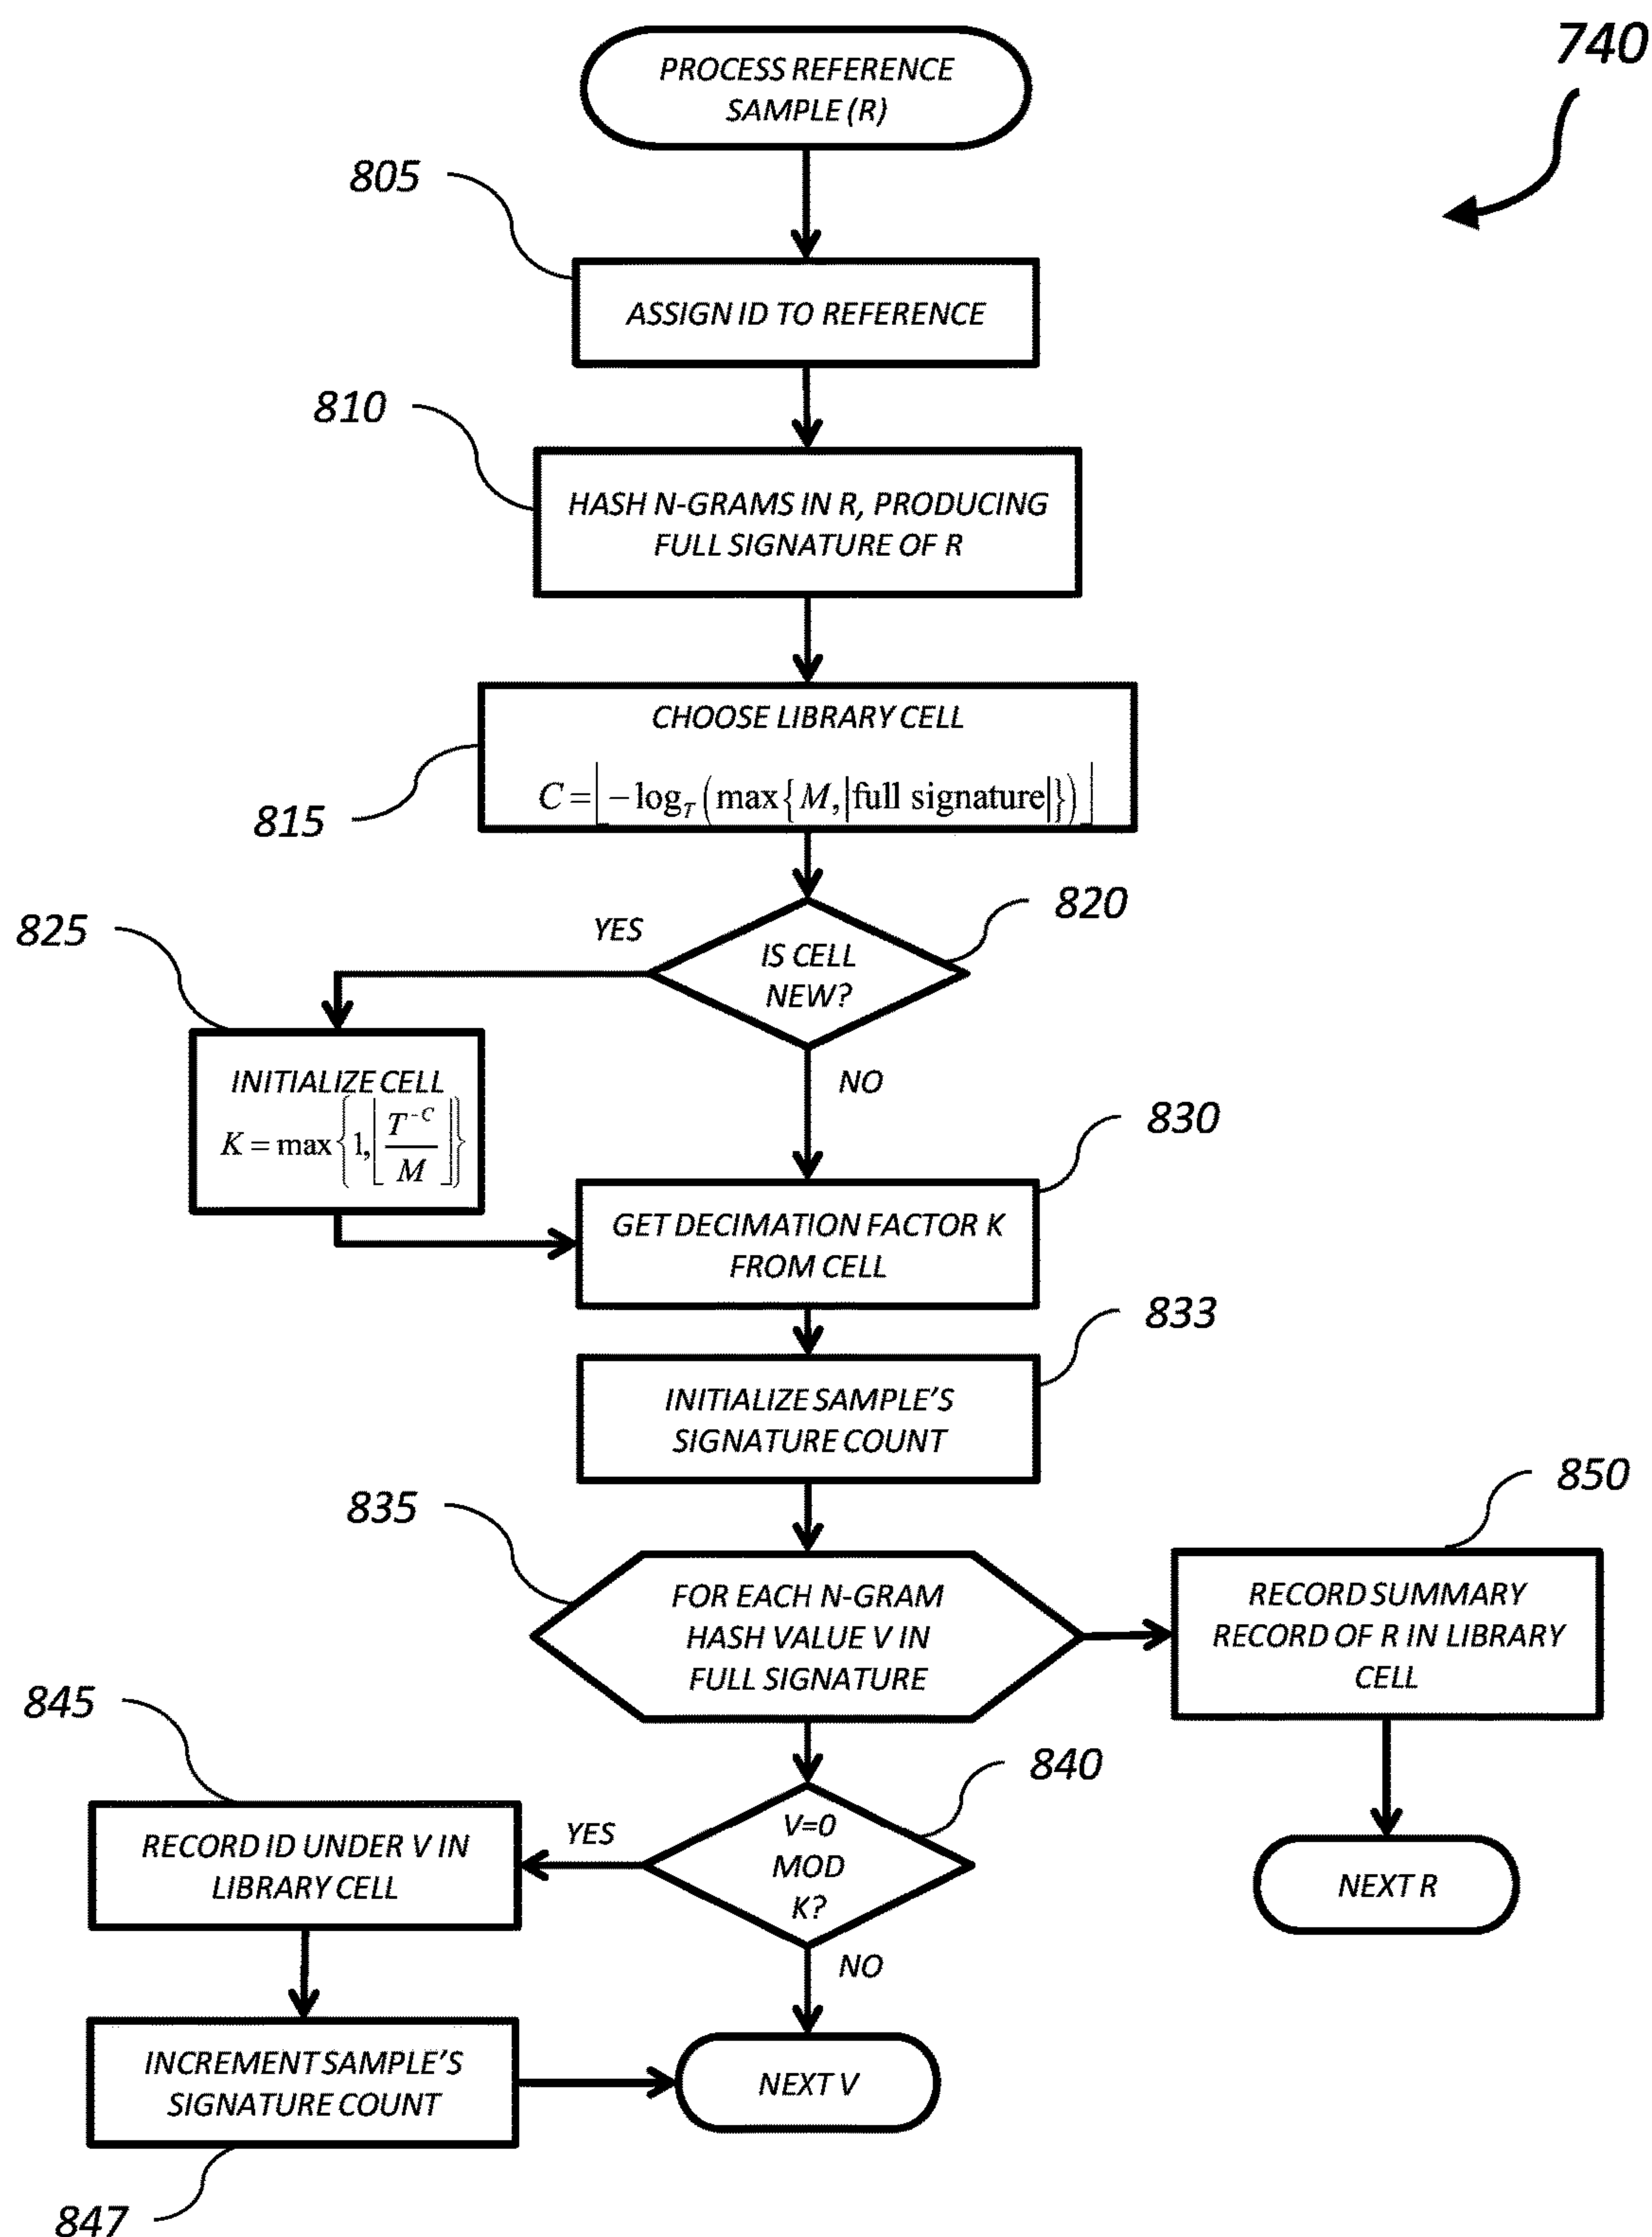 740
PROCESS REFERENCE
SAMPLE (R)
805
ASSIGN ID TO REFERENCE
810
HASH N-GRAMS IN R, PRODUCING
FULL SIGNATURE OF R
815
CHOOSE LIBRARY CELL
C = ⌊−log_T(max{M,|full signature|})⌋
820
IS CELL
NEW?
YES
NO
825
INITIALIZE CELL
K = max{1,⌊T^-C / M⌋}
830
GET DECIMATION FACTOR K
FROM CELL
833
INITIALIZE SAMPLE'S
SIGNATURE COUNT
835
FOR EACH N-GRAM
HASH VALUE V IN
FULL SIGNATURE
850
RECORD SUMMARY
RECORD OF R IN LIBRARY
CELL
NEXT R
840
V=0
MOD
K?
YES
NO
845
RECORD ID UNDER V IN
LIBRARY CELL
847
INCREMENT SAMPLE'S
SIGNATURE COUNT
NEXT V